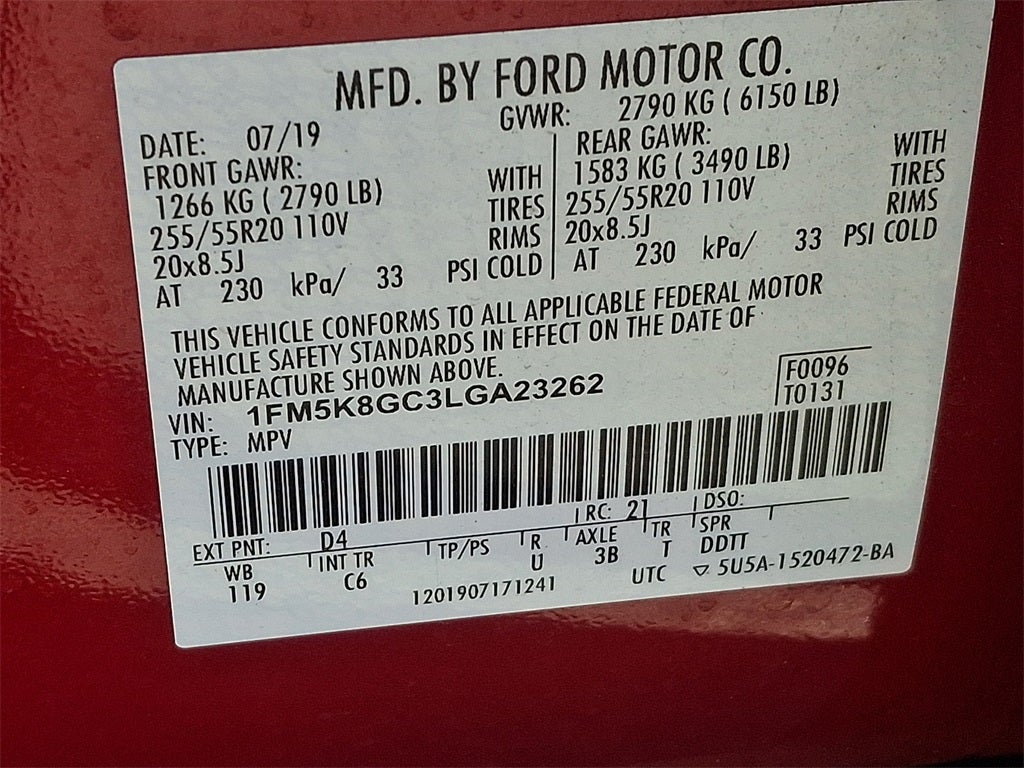 MFD. BY FORD MOTOR CO.
DATE: 07/19 GVWR: 2790 KG ( 6150 LB)
FRONT GAWR: REAR GAWR:
1266 KG ( 2790 LB) WITH 1583 KG ( 3490 LB) WITH
255/55R20 110V TIRES 255/55R20 110V TIRES
20x8.5J RIMS 20x8.5J RIMS
AT 230 kPa/ 33 PSI COLD AT 230 kPa/ 33 PSI COLD
THIS VEHICLE CONFORMS TO ALL APPLICABLE FEDERAL MOTOR
VEHICLE SAFETY STANDARDS IN EFFECT ON THE DATE OF
MANUFACTURE SHOWN ABOVE.
VIN: 1FM5K8GC3LGA23262 F0096
TYPE: MPV T0131
EXT PNT: D4 RC: 21 DSO:
WB INT TR TP/PS R AXLE TR SPR
119 C6 U 3B T DDTT
1201907171241 UTC ▽ 5U5A-1520472-BA